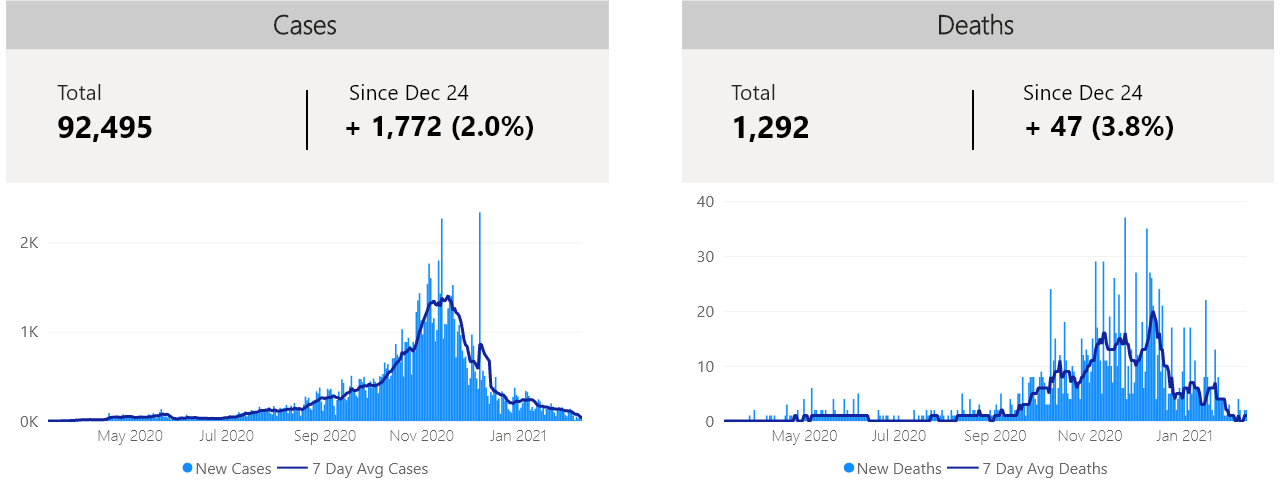 Cases
Total
92,495
Since Dec 24
+ 1,772 (2.0%)
2K
1K
0K
May 2020 Jul 2020 Sep 2020 Nov 2020 Jan 2021
New Cases 7 Day Avg Cases
Deaths
Total
1,292
Since Dec 24
+ 47 (3.8%)
40
30
20
10
0
May 2020 Jul 2020 Sep 2020 Nov 2020 Jan 2021
New Deaths 7 Day Avg Deaths